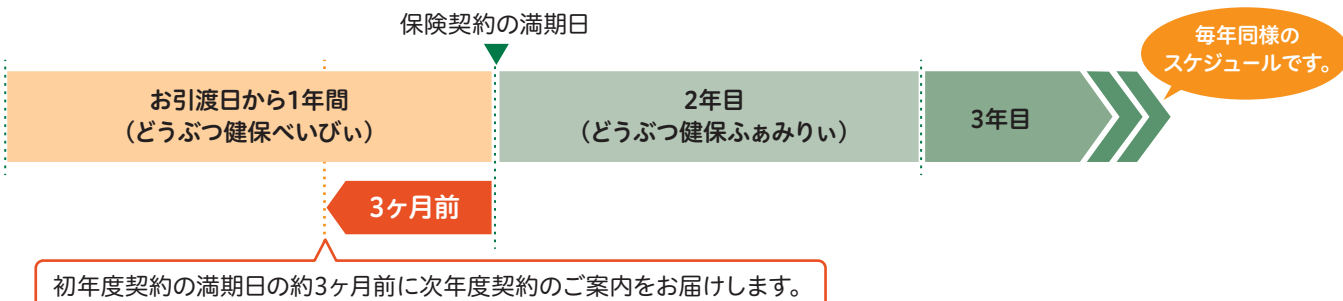 保険契約の満期日
毎年同様の
スケジュールです。
お引渡日から1年間
（どうぶつ健保べいびぃ）
2年目
（どうぶつ健保ふぁみりぃ）
3年目
3ヶ月前
初年度契約の満期日の約3ヶ月前に次年度契約のご案内をお届けします。